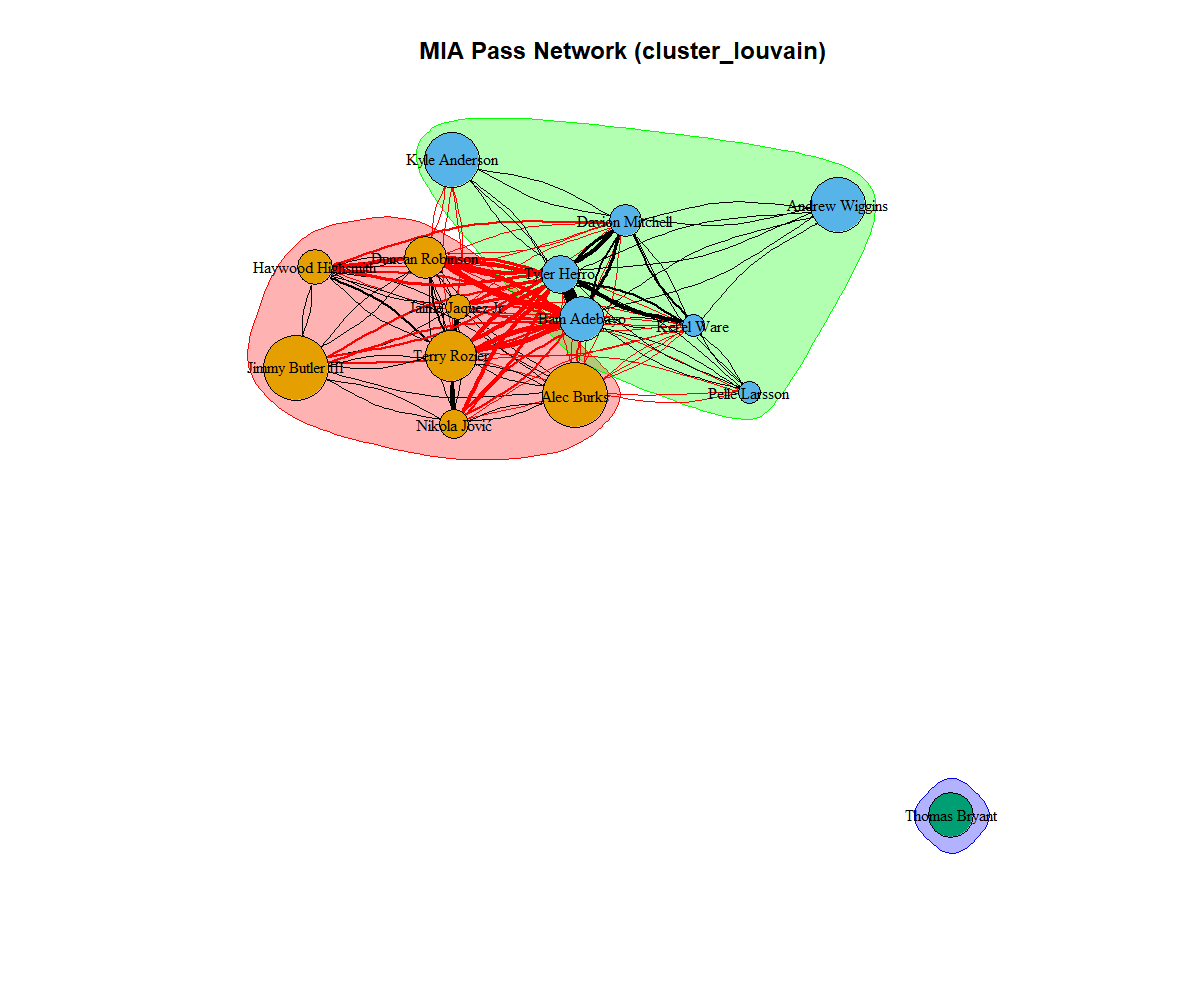 MIA Pass Network (cluster_louvain)
Kyle Anderson
Andrew Wiggins
Davion Mitchell
Duncan Robinson
Haywood Highsmith
Tyler Herro
Jaime Jaquez Jr.
Bam Adebayo
Kel'el Ware
Terry Rozier
Jimmy Butler III
Pelle Larsson
Alec Burks
Nikola Jović
Thomas Bryant